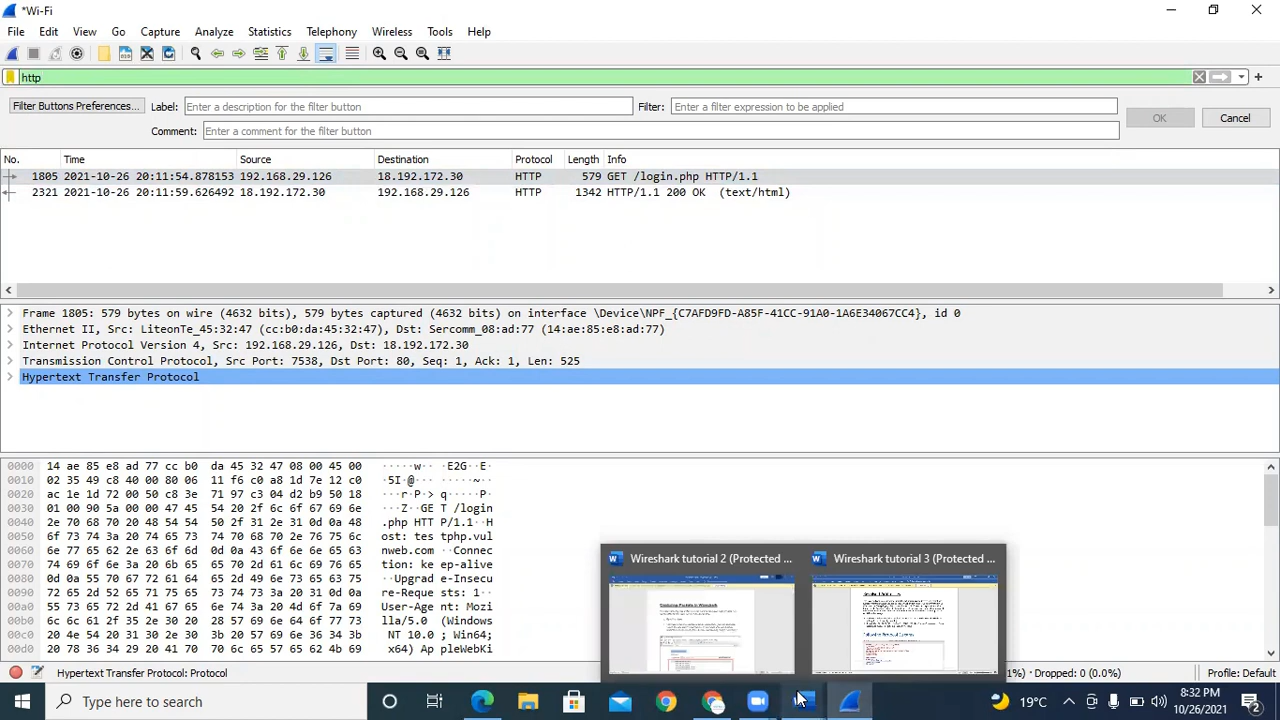 *Wi-Fi
File Edit View Go Capture Analyze Statistics Telephony Wireless Tools Help
http
Filter Buttons Preferences... Label: Enter a description for the filter button Filter: Enter a filter expression to be applied OK Cancel
Comment: Enter a comment for the filter button
No. Time Source Destination Protocol Length Info
1805 2021-10-26 20:11:54.878153 192.168.29.126 18.192.172.30 HTTP 579 GET /login.php HTTP/1.1
2321 2021-10-26 20:11:59.626492 18.192.172.30 192.168.29.126 HTTP 1342 HTTP/1.1 200 OK (text/html)
Frame 1805: 579 bytes on wire (4632 bits), 579 bytes captured (4632 bits) on interface \Device\NPF_{C7AFD9FD-A85F-41CC-91A0-1A6E34067CC4}, id 0
Ethernet II, Src: LiteonTe_45:32:47 (cc:b0:da:45:32:47), Dst: Sercomm_08:ad:77 (14:ae:85:e8:ad:77)
Internet Protocol Version 4, Src: 192.168.29.126, Dst: 18.192.172.30
Transmission Control Protocol, Src Port: 7538, Dst Port: 80, Seq: 1, Ack: 1, Len: 525
Hypertext Transfer Protocol
0000 14 ae 85 e8 ad 77 cc b0 da 45 32 47 08 00 45 00 ·····w·· ·E2G··E·
0010 02 35 49 c8 40 00 80 06 11 f6 c0 a8 1d 7e 12 c0 ·5I·@··· ·····~··
0020 ac 1e 1d 72 00 50 c8 3e 71 97 c3 04 d2 b9 50 18 ···r·P·> q·····P·
0030 01 00 90 5a 00 00 47 45 54 20 2f 6c 6f 67 69 6e ···Z··GE T /login
0040 2e 70 68 70 20 48 54 54 50 2f 31 2e 31 0d 0a 48 .php HTT P/1.1··H
0050 6f 73 74 3a 20 74 65 73 74 70 68 70 2e 76 75 6c ost: tes tphp.vul
0060 6e 77 65 62 2e 63 6f 6d 0d 0a 43 6f 6e 6e 65 63 nweb.com ··Connec
0070 74 69 6f 6e 3a 20 6b 65 65 70 2d 61 6c 69 76 65 tion: ke ep-alive
0080 0d 0a 55 70 67 72 61 64 65 2d 49 6e 73 65 63 75 ··Upgrad e-Insecu
0090 72 65 2d 52 65 71 75 65 73 74 73 3a 20 31 0d 0a re-Reque sts: 1··
00a0 55 73 65 72 2d 41 67 65 6e 74 3a 20 4d 6f 7a 69 User-Age nt: Mozi
00b0 6c 6c 61 2f 35 2e 30 20 28 57 69 6e 64 6f 77 73 lla/5.0 (Windows
00c0 20 4e 54 20 31 30 2e 30 3b 20 57 69 6e 36 34 3b NT 10.0 ; Win64;
00d0 20 78 36 34 29 20 41 70 70 6c 65 57 65 62 4b 69 x64) Ap pleWebKi
Wireshark tutorial 2 (Protected ... Wireshark tutorial 3 (Protected ...
Hypertext Transfer Protocol: Protocol 1%) · Dropped: 0 (0.0%) Profile: Default
Type here to search
19°C 8:32 PM
10/26/2021 2